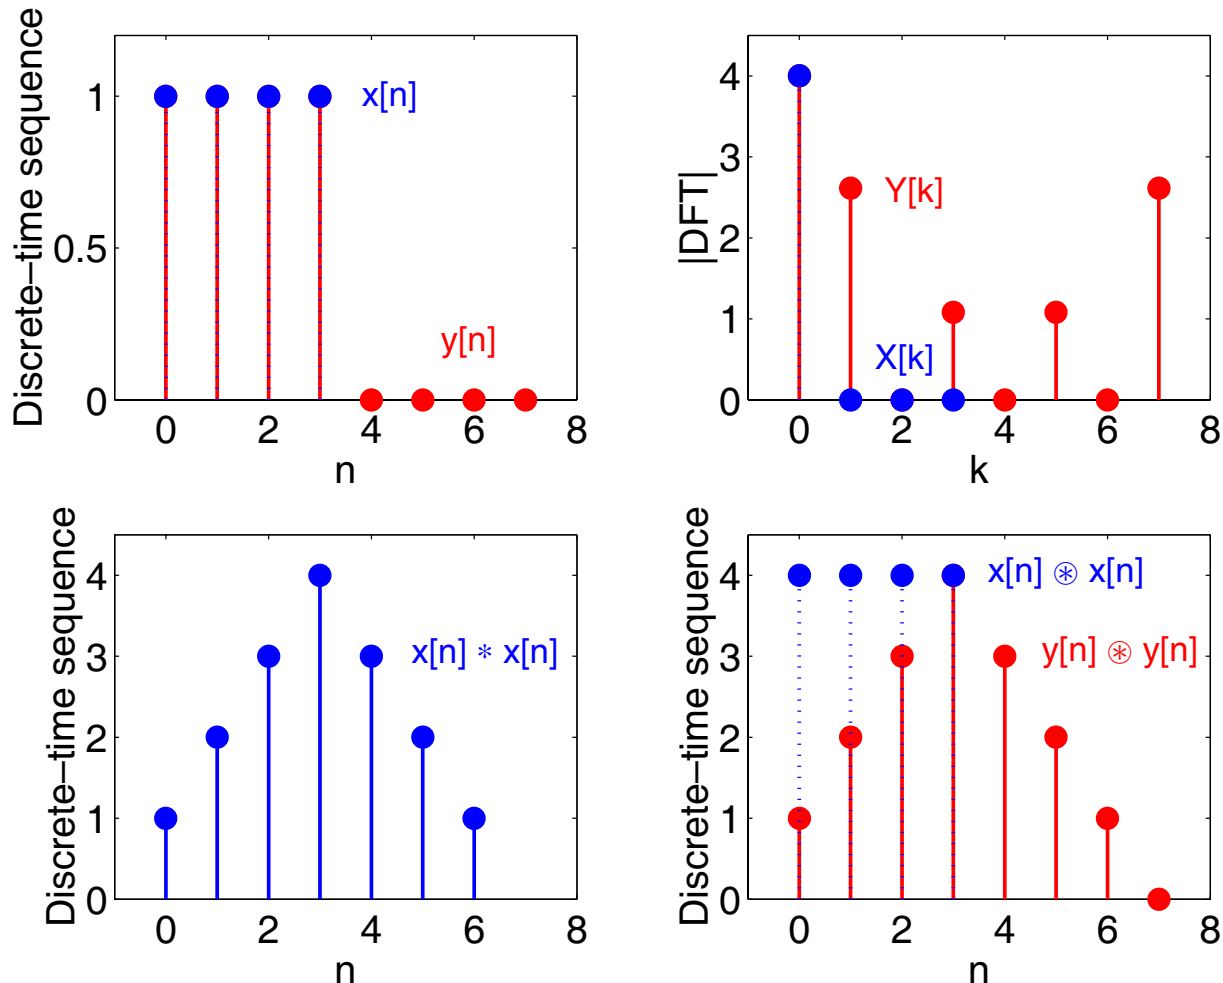 Discrete−time sequence
1
0.5
0
x[n]
y[n]
0 2 4 6 8
n
|DFT|
4
3
2
1
0
Y[k]
X[k]
0 2 4 6 8
k
Discrete−time sequence
4
3
2
1
0
x[n] * x[n]
0 2 4 6 8
n
Discrete−time sequence
4
3
2
1
0
x[n] ⊛ x[n]
y[n] ⊛ y[n]
0 2 4 6 8
n